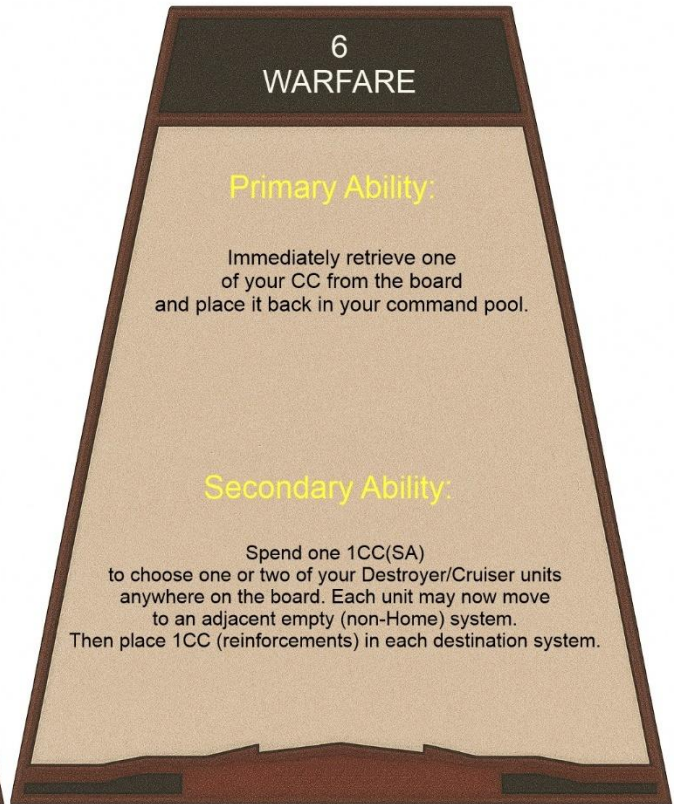 6
WARFARE
Primary Ability:
Immediately retrieve one
of your CC from the board
and place it back in your command pool.
Secondary Ability:
Spend one 1CC(SA)
to choose one or two of your Destroyer/Cruiser units
anywhere on the board. Each unit may now move
to an adjacent empty (non-Home) system.
Then place 1CC (reinforcements) in each destination system.